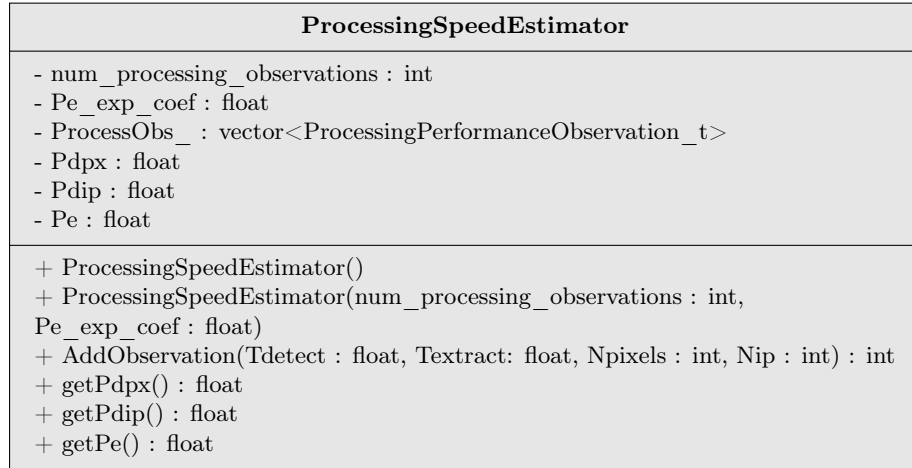 ProcessingSpeedEstimator
- num_processing_observations : int
- Pe_exp_coef : float
- ProcessObs_ : vector<ProcessingPerformanceObservation_t>
- Pdpx : float
- Pdip : float
- Pe : float
+ ProcessingSpeedEstimator()
+ ProcessingSpeedEstimator(num_processing_observations : int,
Pe_exp_coef : float)
+ AddObservation(Tdetect : float, Textract: float, Npixels : int, Nip : int) : int
+ getPdpx() : float
+ getPdip() : float
+ getPe() : float